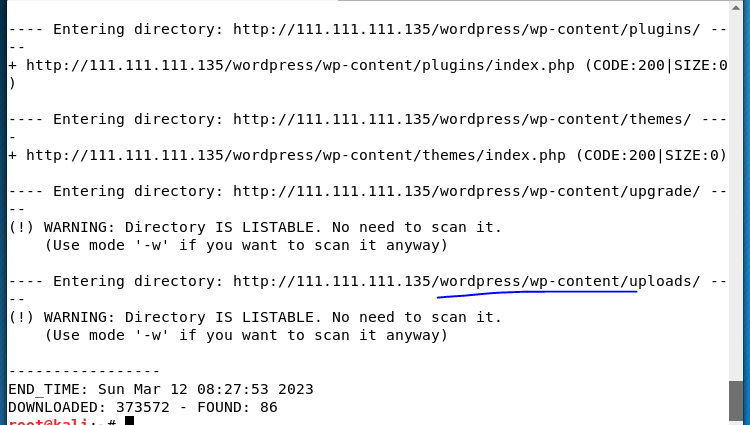 ---- Entering directory: http://111.111.111.135/wordpress/wp-content/plugins/ --
--
+ http://111.111.111.135/wordpress/wp-content/plugins/index.php (CODE:200|SIZE:0
)
---- Entering directory: http://111.111.111.135/wordpress/wp-content/themes/ ---
-
+ http://111.111.111.135/wordpress/wp-content/themes/index.php (CODE:200|SIZE:0)
---- Entering directory: http://111.111.111.135/wordpress/wp-content/upgrade/ --
--
(!) WARNING: Directory IS LISTABLE. No need to scan it.
    (Use mode '-w' if you want to scan it anyway)
---- Entering directory: http://111.111.111.135/wordpress/wp-content/uploads/ --
--
(!) WARNING: Directory IS LISTABLE. No need to scan it.
    (Use mode '-w' if you want to scan it anyway)
-----------------
END_TIME: Sun Mar 12 08:27:53 2023
DOWNLOADED: 373572 - FOUND: 86
root@kali:~#